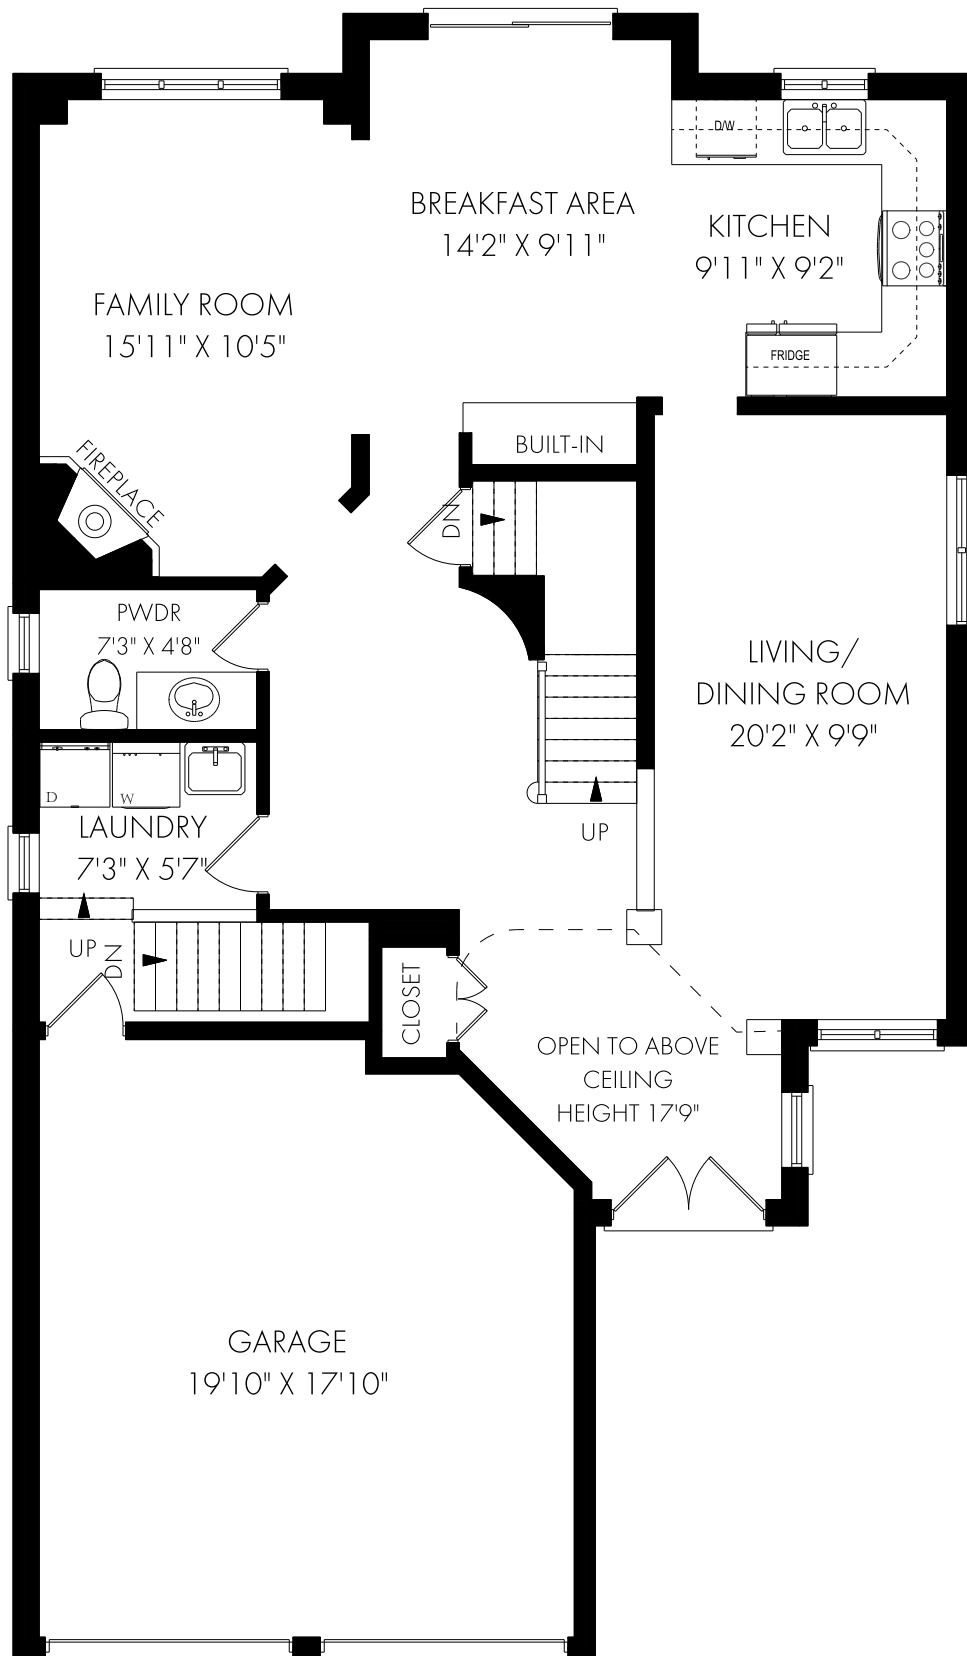 D/W
BREAKFAST AREA
14'2" X 9'11"
KITCHEN
9'11" X 9'2"
FAMILY ROOM
15'11" X 10'5"
FRIDGE
BUILT-IN
FIREPLACE
DN
PWDR
7'3" X 4'8"
LIVING/
DINING ROOM
20'2" X 9'9"
D
W
LAUNDRY
7'3" X 5'7"
UP
UP
DN
CLOSET
OPEN TO ABOVE
CEILING
HEIGHT 17'9"
GARAGE
19'10" X 17'10"